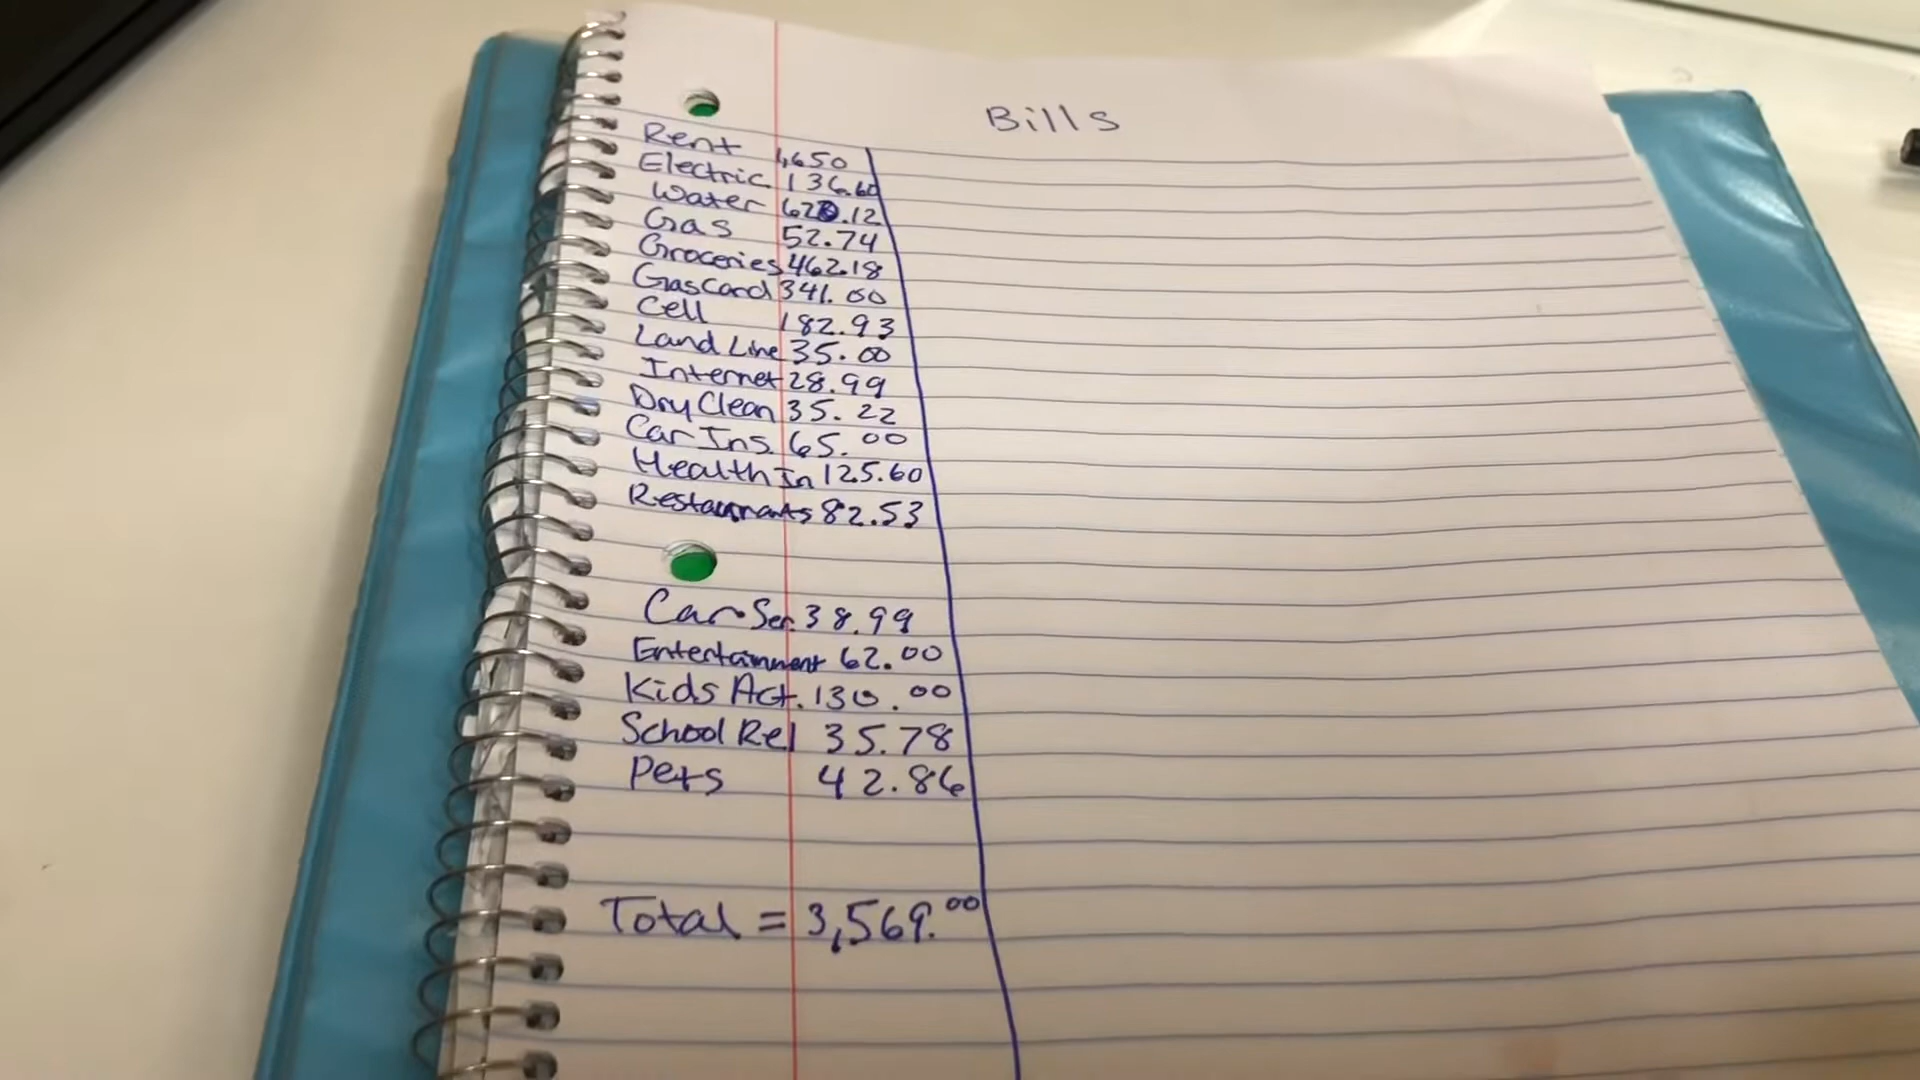 Bills
Rent 1,650
Electric 136.60
Water 62.12
Gas 52.74
Groceries 462.18
Gas Card 341.00
Cell 182.93
Land Line 35.00
Internet 28.99
Dry Clean 35.22
Car Ins. 65.00
Health In 125.60
Restaurants 82.53
Car Ser. 38.99
Entertainment 62.00
Kids Act. 130.00
School Rel 35.78
Pets 42.86
Total = 3,569.00